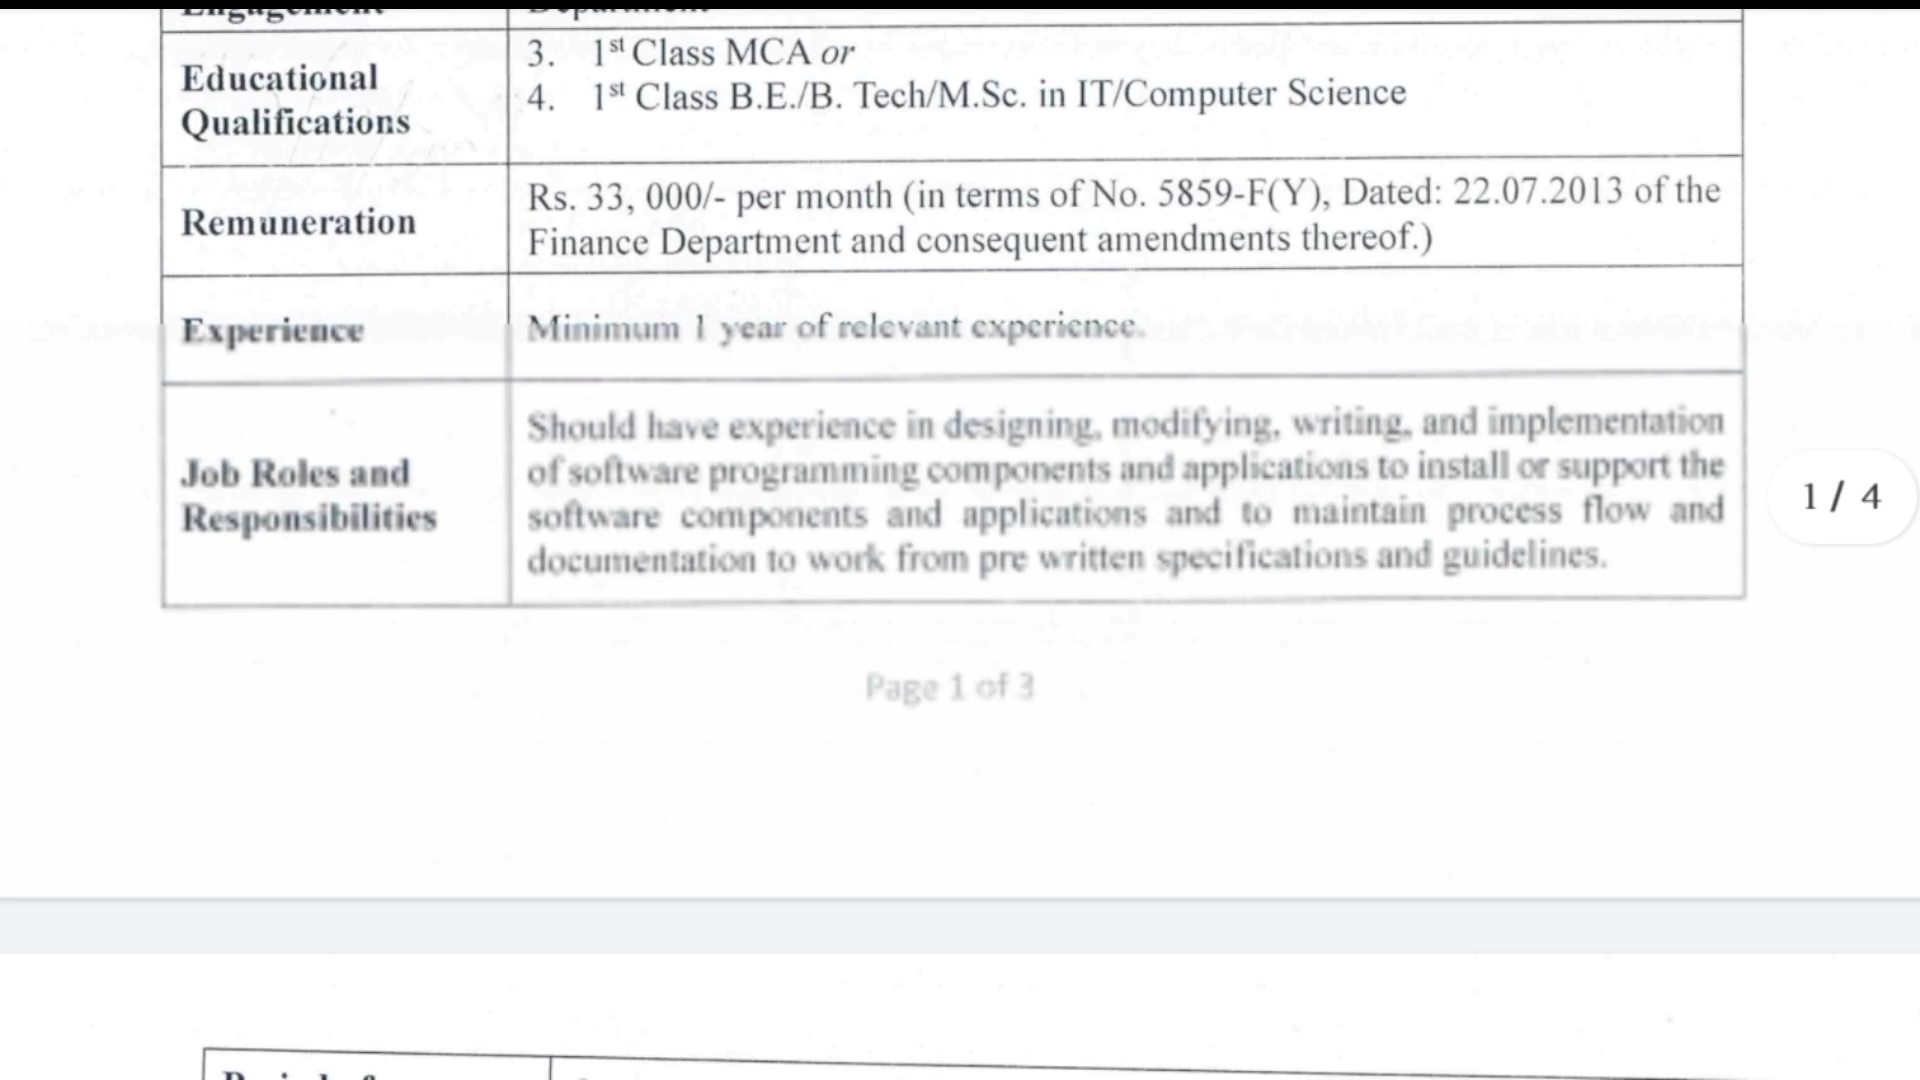 Engagement
Department
Educational
Qualifications
3. 1st Class MCA or
4. 1st Class B.E./B. Tech/M.Sc. in IT/Computer Science
Remuneration
Rs. 33, 000/- per month (in terms of No. 5859-F(Y), Dated: 22.07.2013 of the
Finance Department and consequent amendments thereof.)
Experience
Minimum 1 year of relevant experience.
Job Roles and
Responsibilities
Should have experience in designing, modifying, writing, and implementation
of software programming components and applications to install or support the
software components and applications and to maintain process flow and
documentation to work from pre written specifications and guidelines.
1 / 4
Page 1 of 3